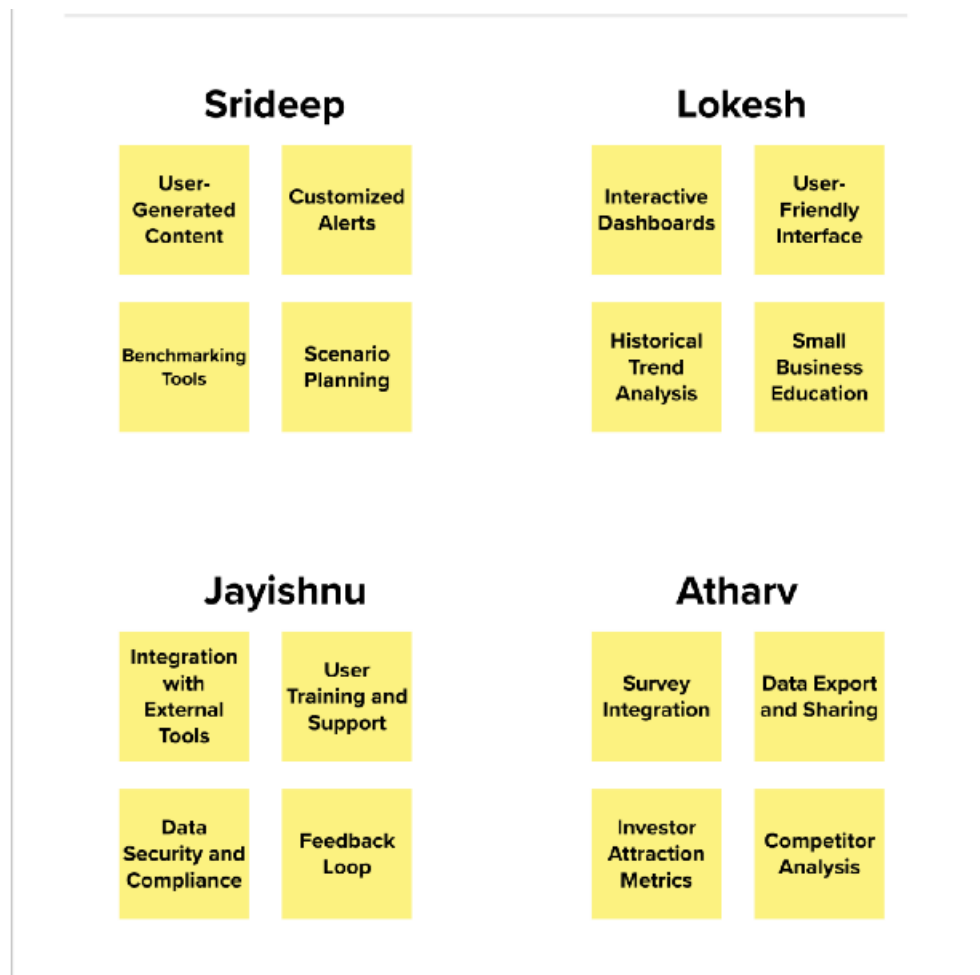 Srideep
User-
Generated
Content
Customized
Alerts
Benchmarking
Tools
Scenario
Planning
Lokesh
Interactive
Dashboards
User-
Friendly
Interface
Historical
Trend
Analysis
Small
Business
Education
Jayishnu
Integration
with
External
Tools
User
Training and
Support
Data
Security and
Compliance
Feedback
Loop
Atharv
Survey
Integration
Data Export
and Sharing
Investor
Attraction
Metrics
Competitor
Analysis